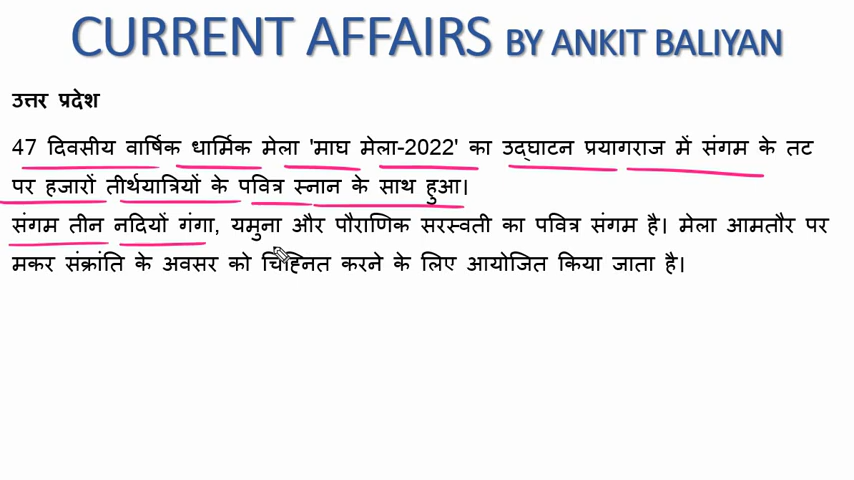 CURRENT AFFAIRS BY ANKIT BALIYAN
उत्तर प्रदेश
47 दिवसीय वार्षिक धार्मिक मेला 'माघ मेला-2022' का उद्घाटन प्रयागराज में संगम के तट
पर हजारों तीर्थयात्रियों के पवित्र स्नान के साथ हुआ।
संगम तीन नदियों गंगा, यमुना और पौराणिक सरस्वती का पवित्र संगम है। मेला आमतौर पर
मकर संक्रांति के अवसर को चिह्नित करने के लिए आयोजित किया जाता है।